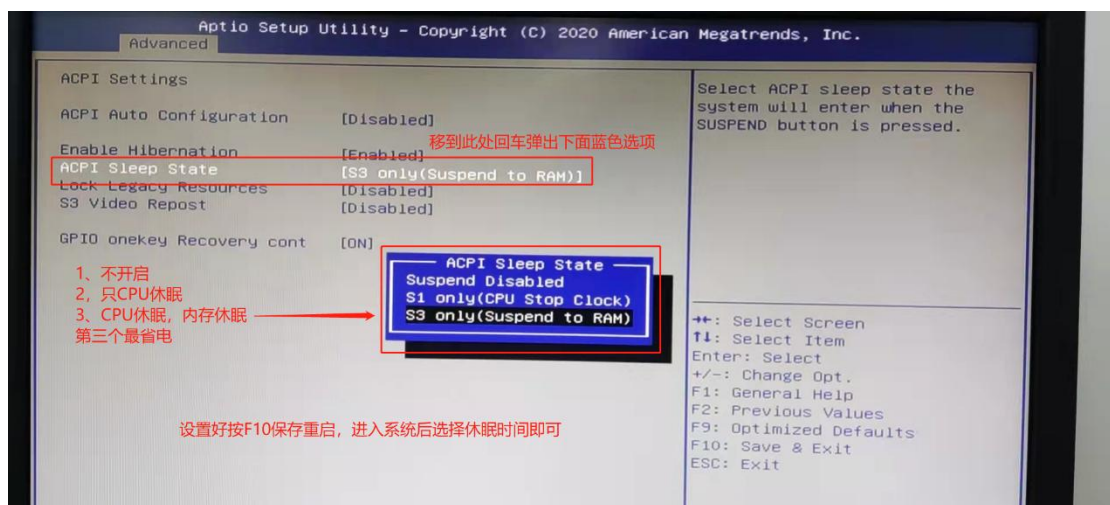 Aptio Setup Utility – Copyright (C) 2020 American Megatrends, Inc.
Advanced
ACPI Settings
ACPI Auto Configuration [Disabled]
移到此处回车弹出下面蓝色选项
Enable Hibernation [Enabled]
ACPI Sleep State [S3 only(Suspend to RAM)]
Lock Legacy Resources [Disabled]
S3 Video Repost [Disabled]
GPIO onekey Recovery cont [ON]
ACPI Sleep State
Suspend Disabled
S1 only(CPU Stop Clock)
S3 only(Suspend to RAM)
1、不开启
2，只CPU休眠
3、CPU休眠，内存休眠
第三个最省电
设置好按F10保存重启，进入系统后选择休眠时间即可
Select ACPI sleep state the
system will enter when the
SUSPEND button is pressed.
→←: Select Screen
↑↓: Select Item
Enter: Select
+/-: Change Opt.
F1: General Help
F2: Previous Values
F9: Optimized Defaults
F10: Save & Exit
ESC: Exit